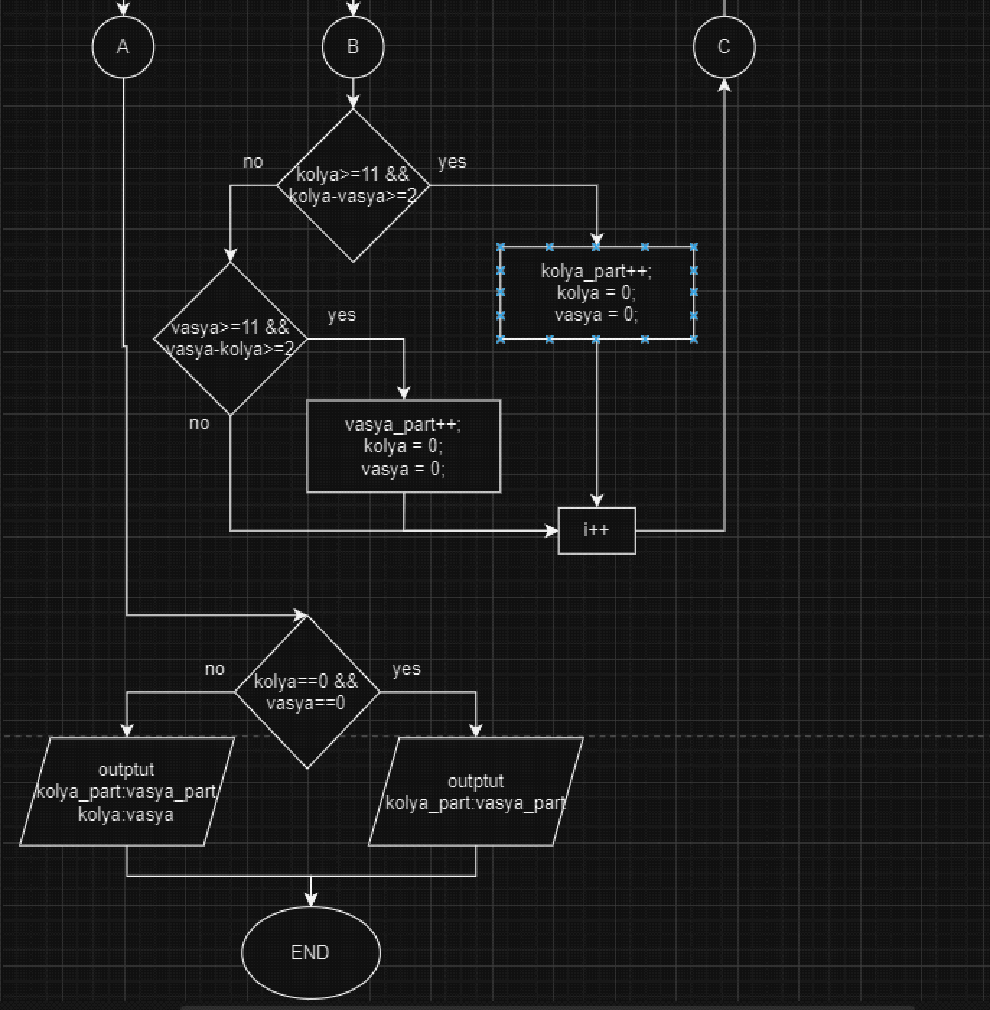 A
B
C
no
yes
kolya>=11 &&
kolya-vasya>=2
kolya_part++;
kolya = 0;
vasya = 0;
yes
vasya>=11 &&
vasya-kolya>=2
no
vasya_part++;
kolya = 0;
vasya = 0;
i++
no
yes
kolya==0 &&
vasya==0
outptut
kolya_part:vasya_part
kolya:vasya
outptut
kolya_part:vasya_part
END